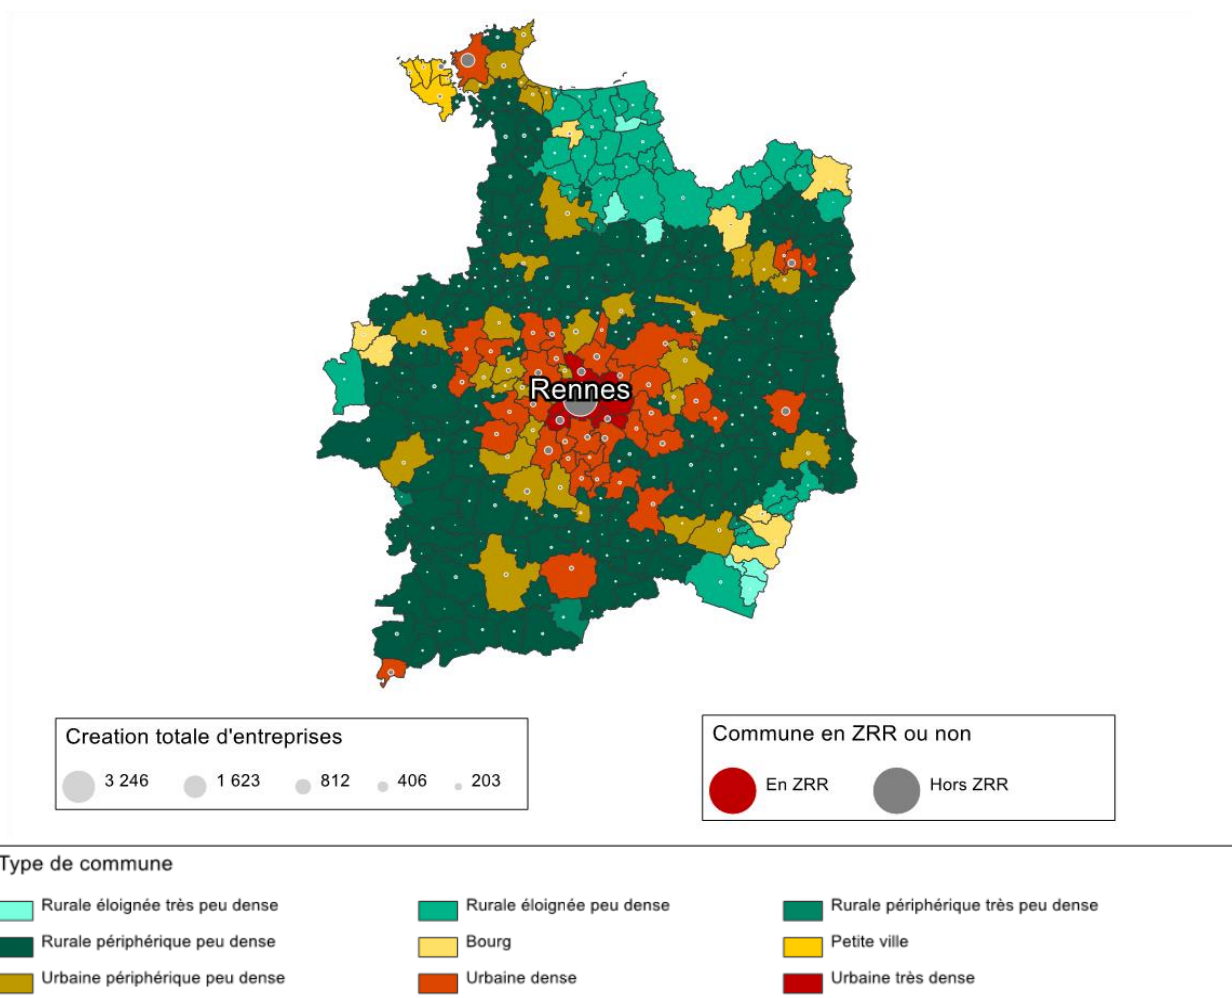 Rennes
Creation totale d'entreprises
3 246 1 623 812 406 203
Commune en ZRR ou non
En ZRR Hors ZRR
Type de commune
Rurale éloignée très peu dense Rurale éloignée peu dense Rurale périphérique très peu dense
Rurale périphérique peu dense Bourg Petite ville
Urbaine périphérique peu dense Urbaine dense Urbaine très dense